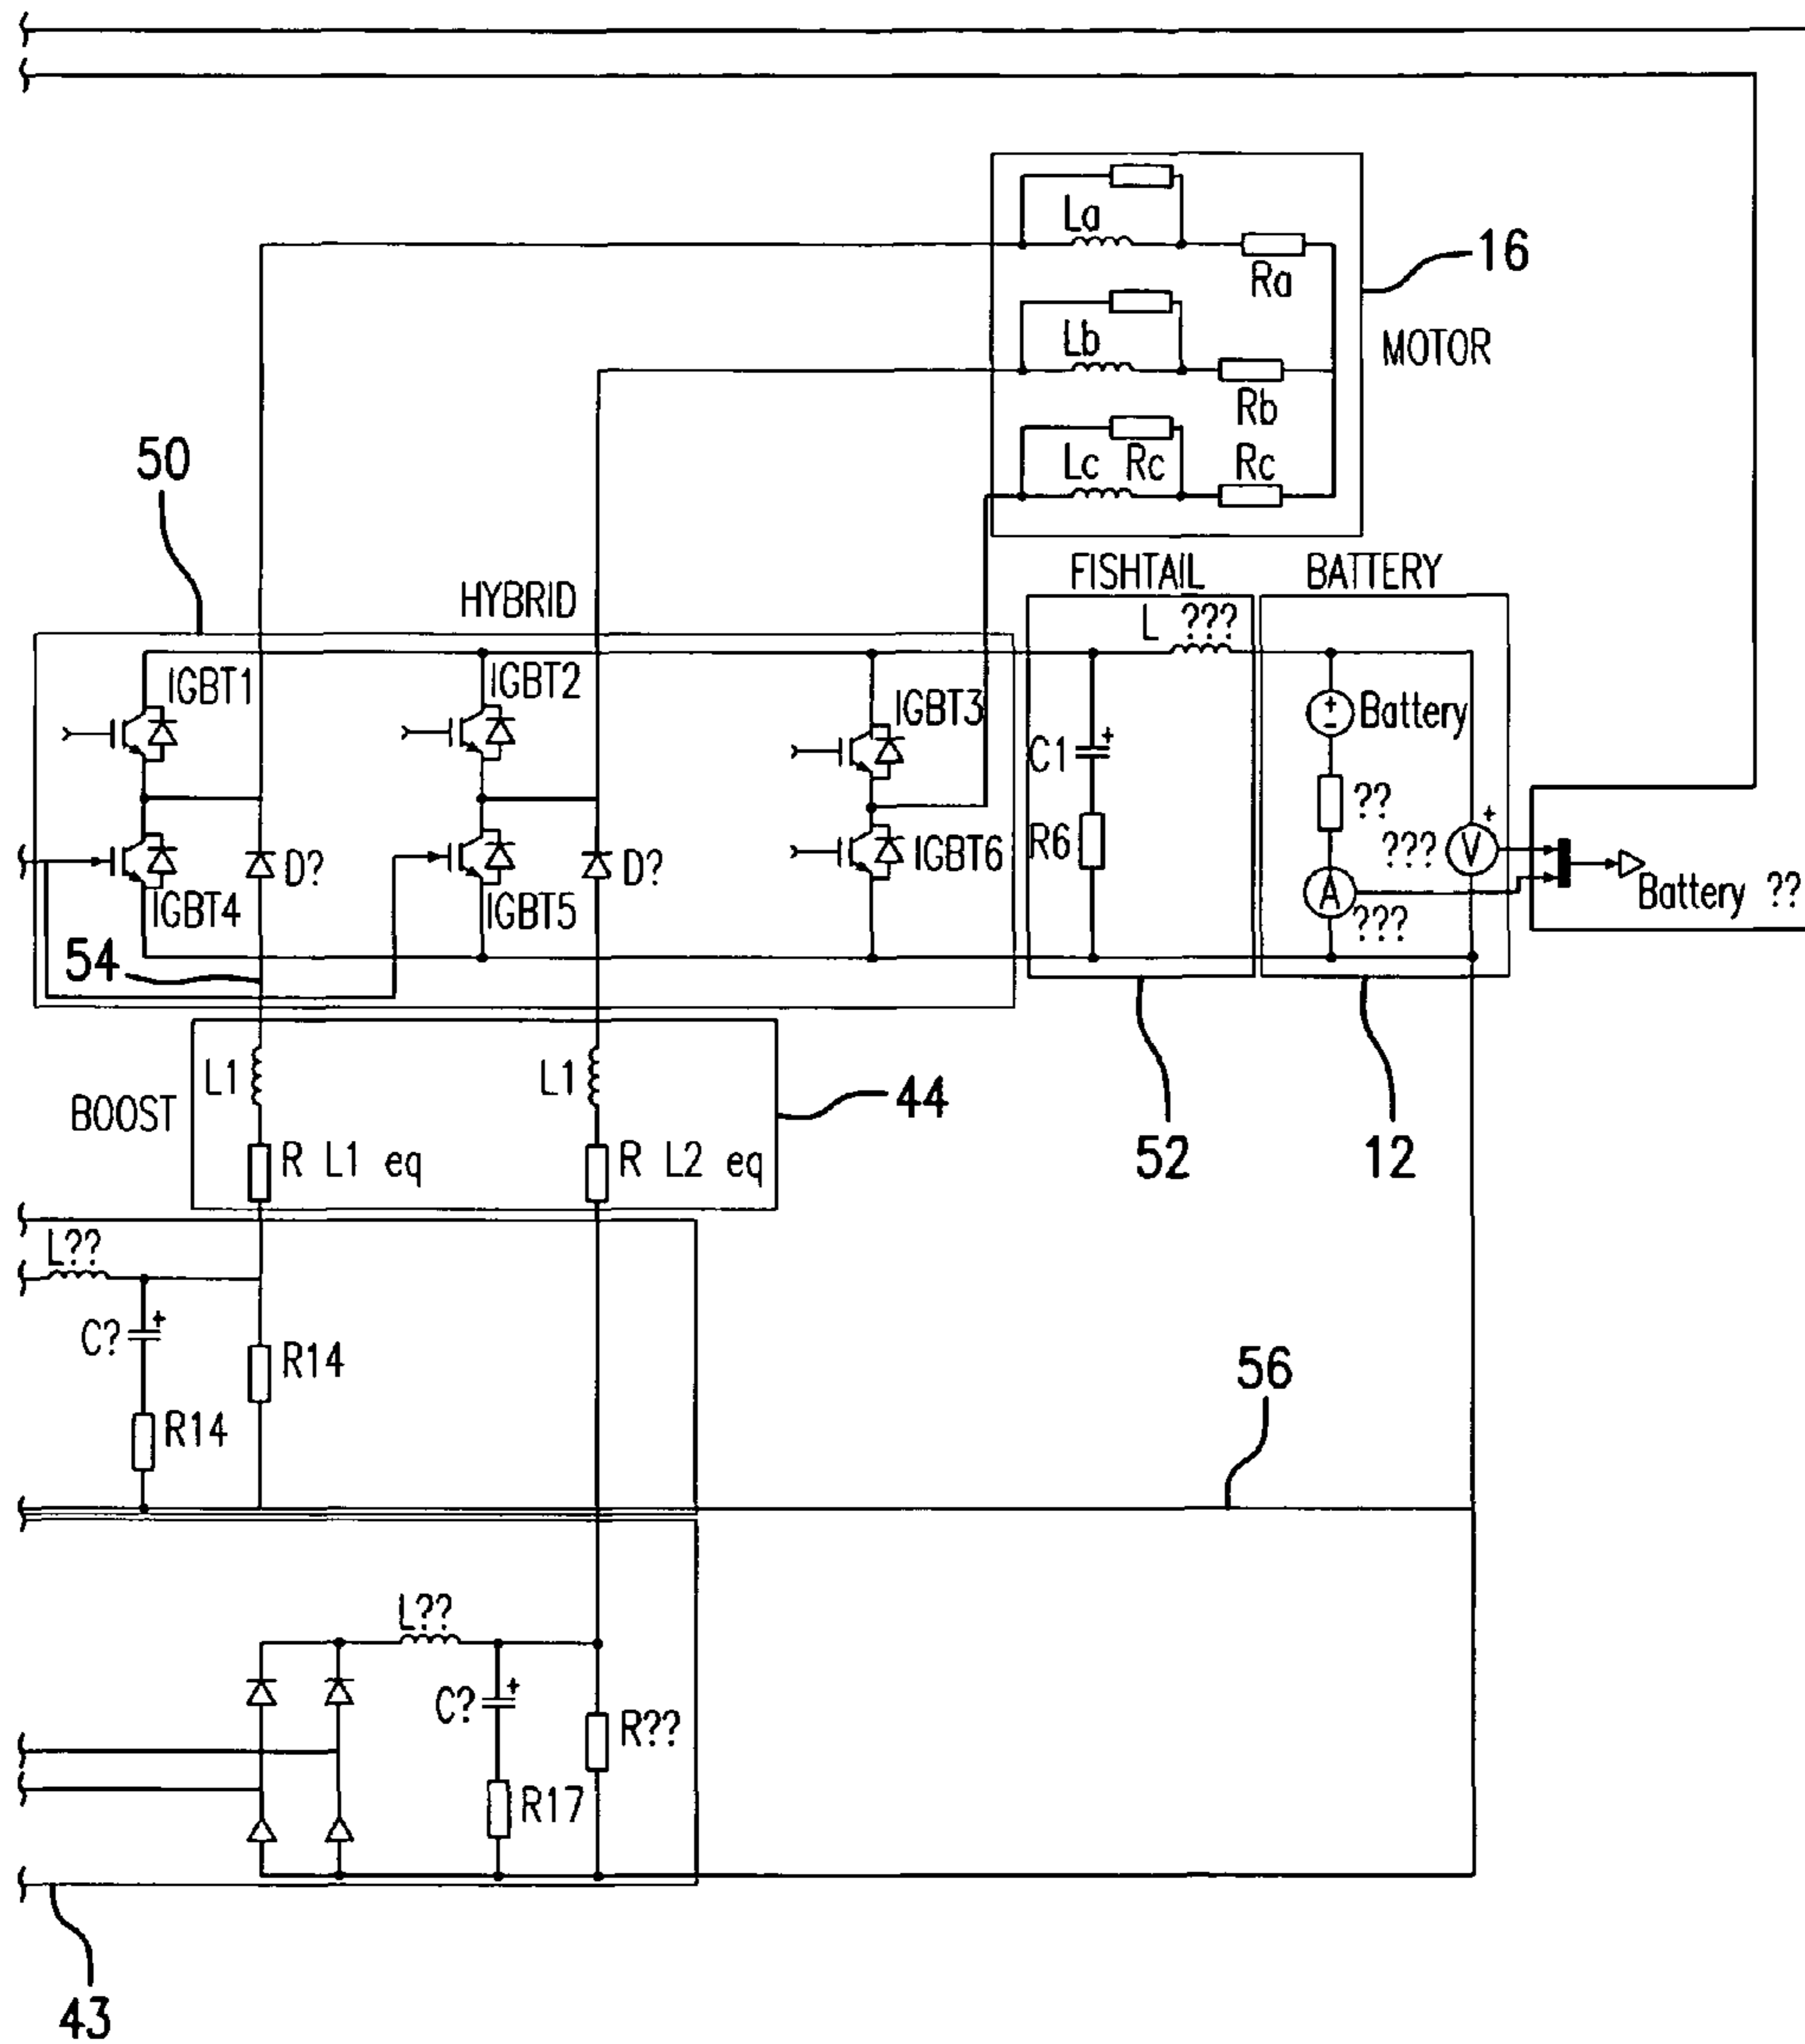 La
Ra
16
Lb
MOTOR
Rb
Lc Rc Rc
50
HYBRID
FISHTAIL
BATTERY
L ???
IGBT1
IGBT2
IGBT3
Battery
C1
??
R6
???
V
D?
D?
IGBT6
IGBT4
IGBT5
A
???
Battery ??
54
L1
L1
BOOST
44
R L1 eq
R L2 eq
52
12
L??
C?
R14
R14
56
L??
C?
R??
R17
43